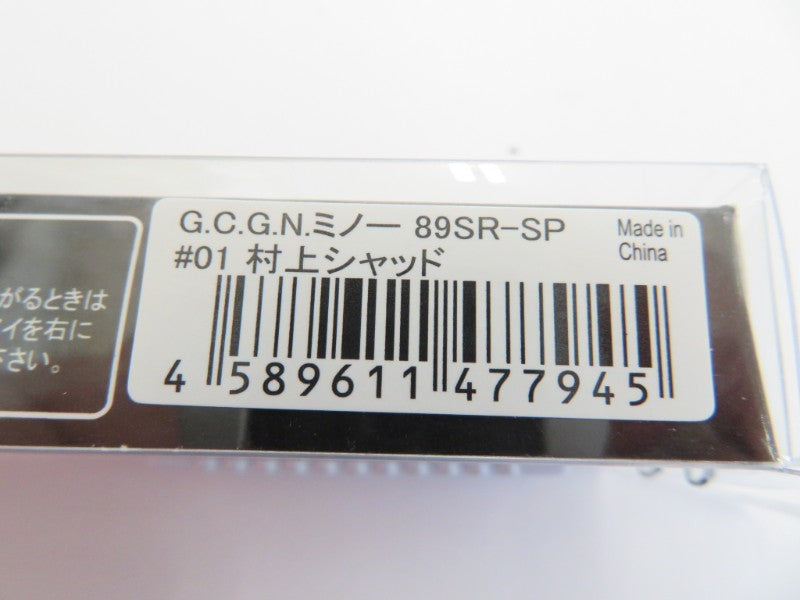 G.C.G.N.ミノー 89SR-SP
Made in
China
#01 村上シャッド
4 589611 477945
がるときは
イを右に
さい。